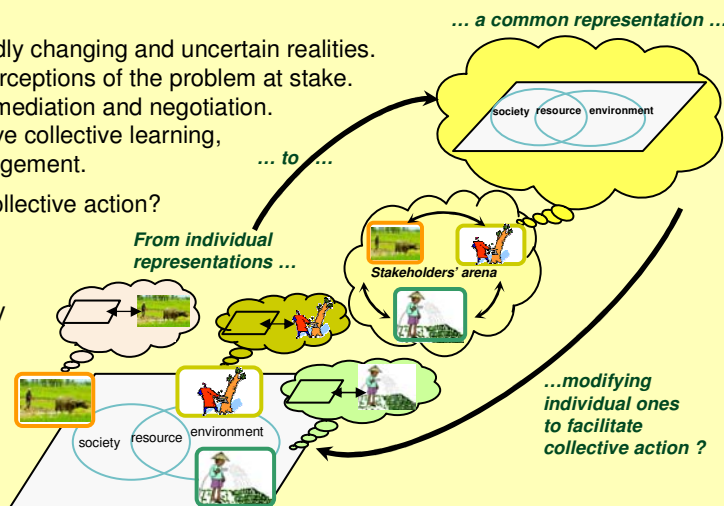 … a common representation …
dly changing and uncertain realities.
rceptions of the problem at stake.
mediation and negotiation.
ve collective learning,
gement.
… to …
ollective action?
society resource environment
From individual
representations …
Stakeholders’ arena
y
…modifying
individual ones
to facilitate
collective action ?
society resource environment